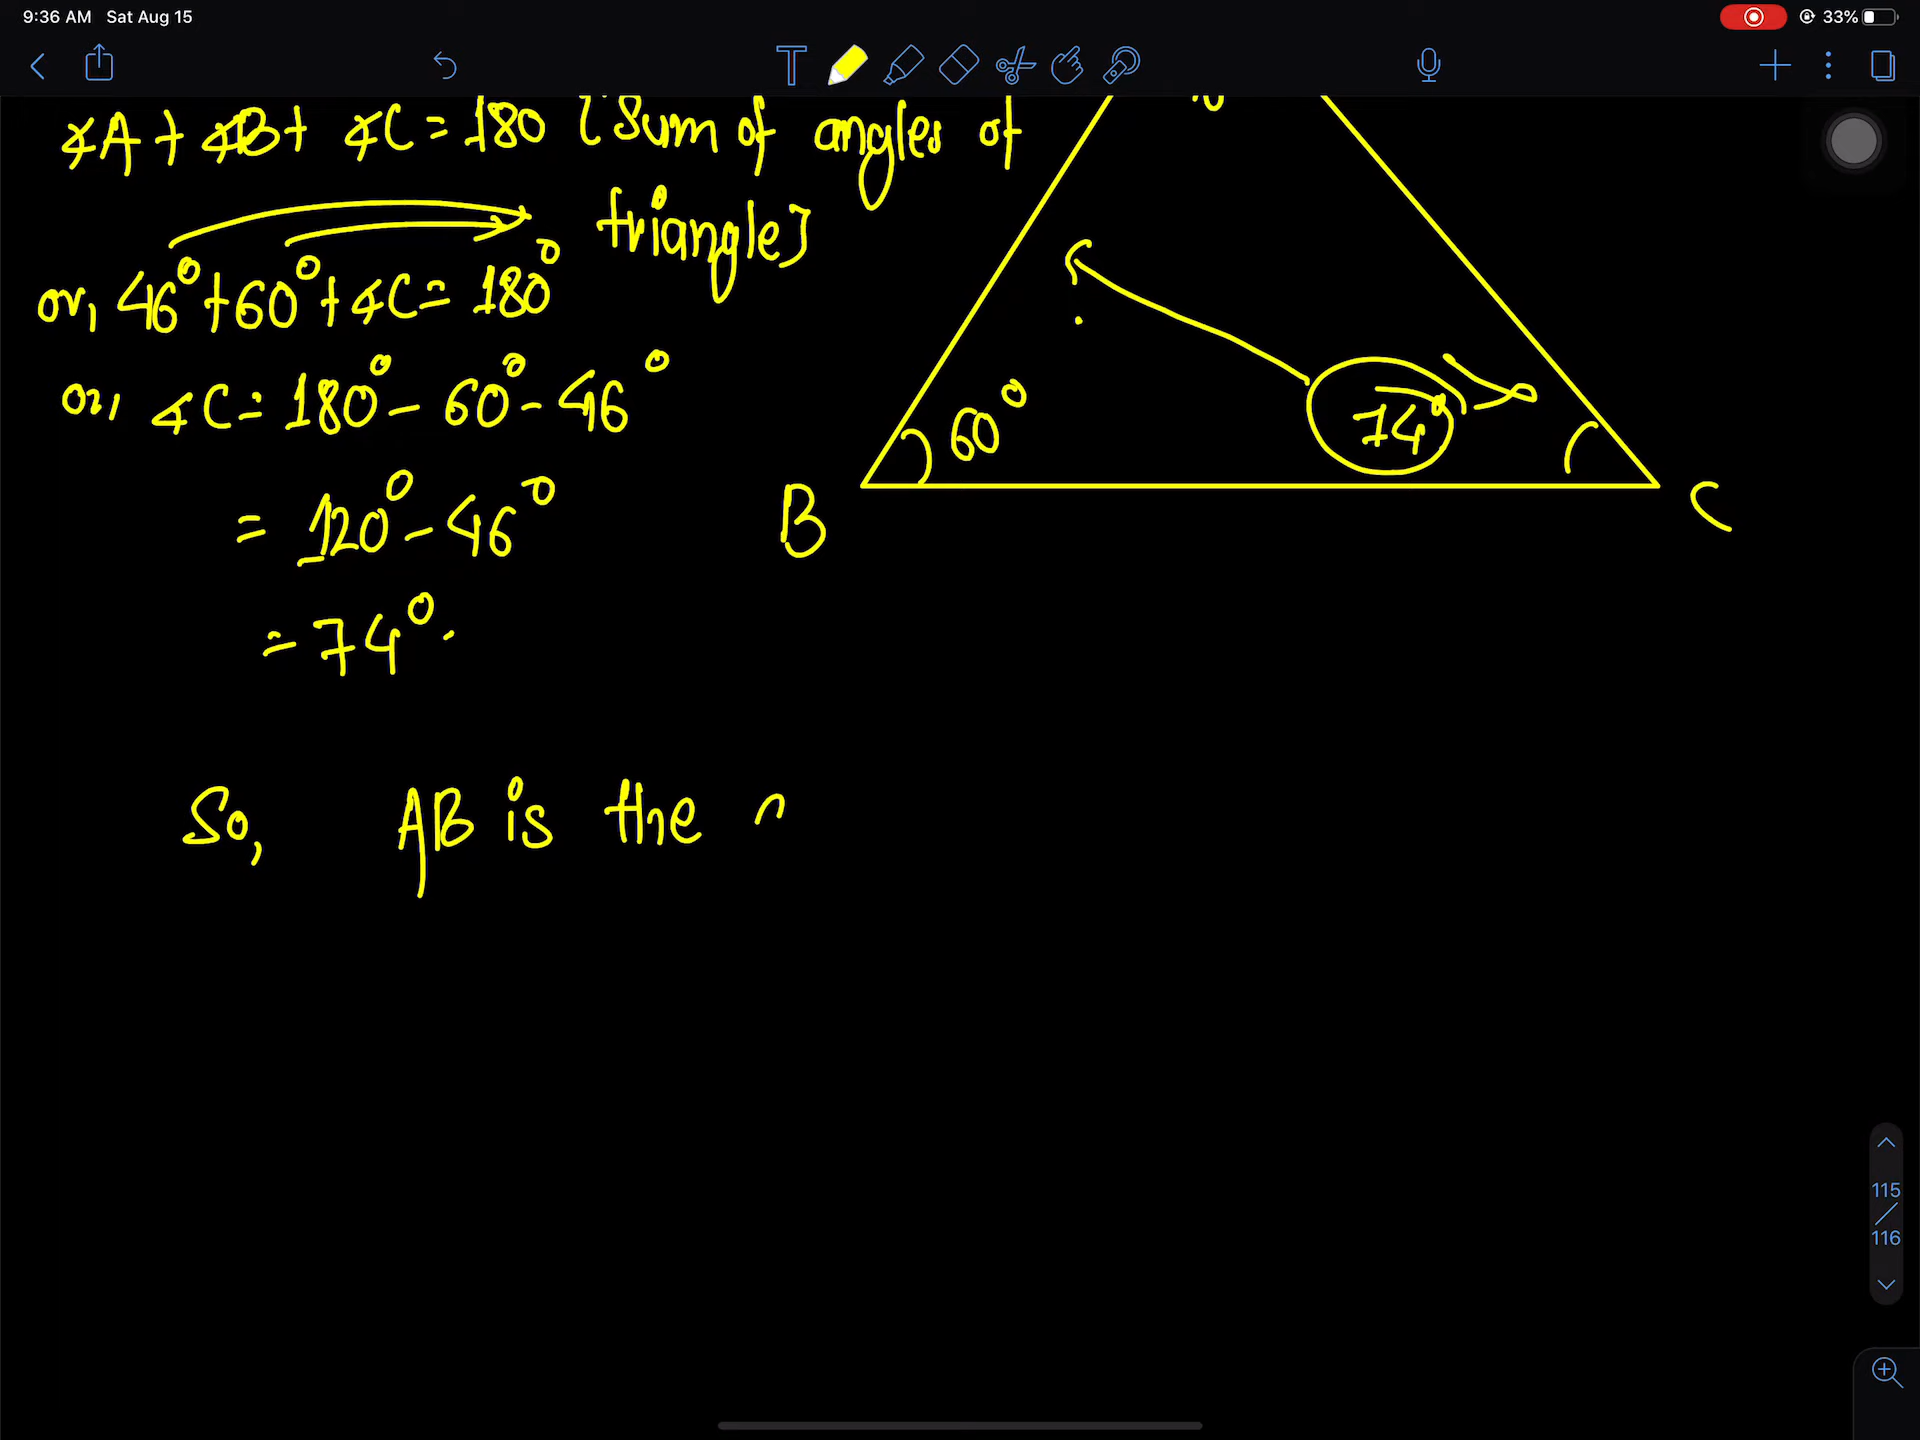 9:36 AM Sat Aug 15
33%
∡A + ∡B + ∡C = 180 [Sum of angles of
triangle]
or, 46° + 60° + ∡C = 180°
or, ∡C = 180° - 60° - 46°
= 120° - 46°
= 74°.
So, AB is the
60°
74°
B
C
115
116